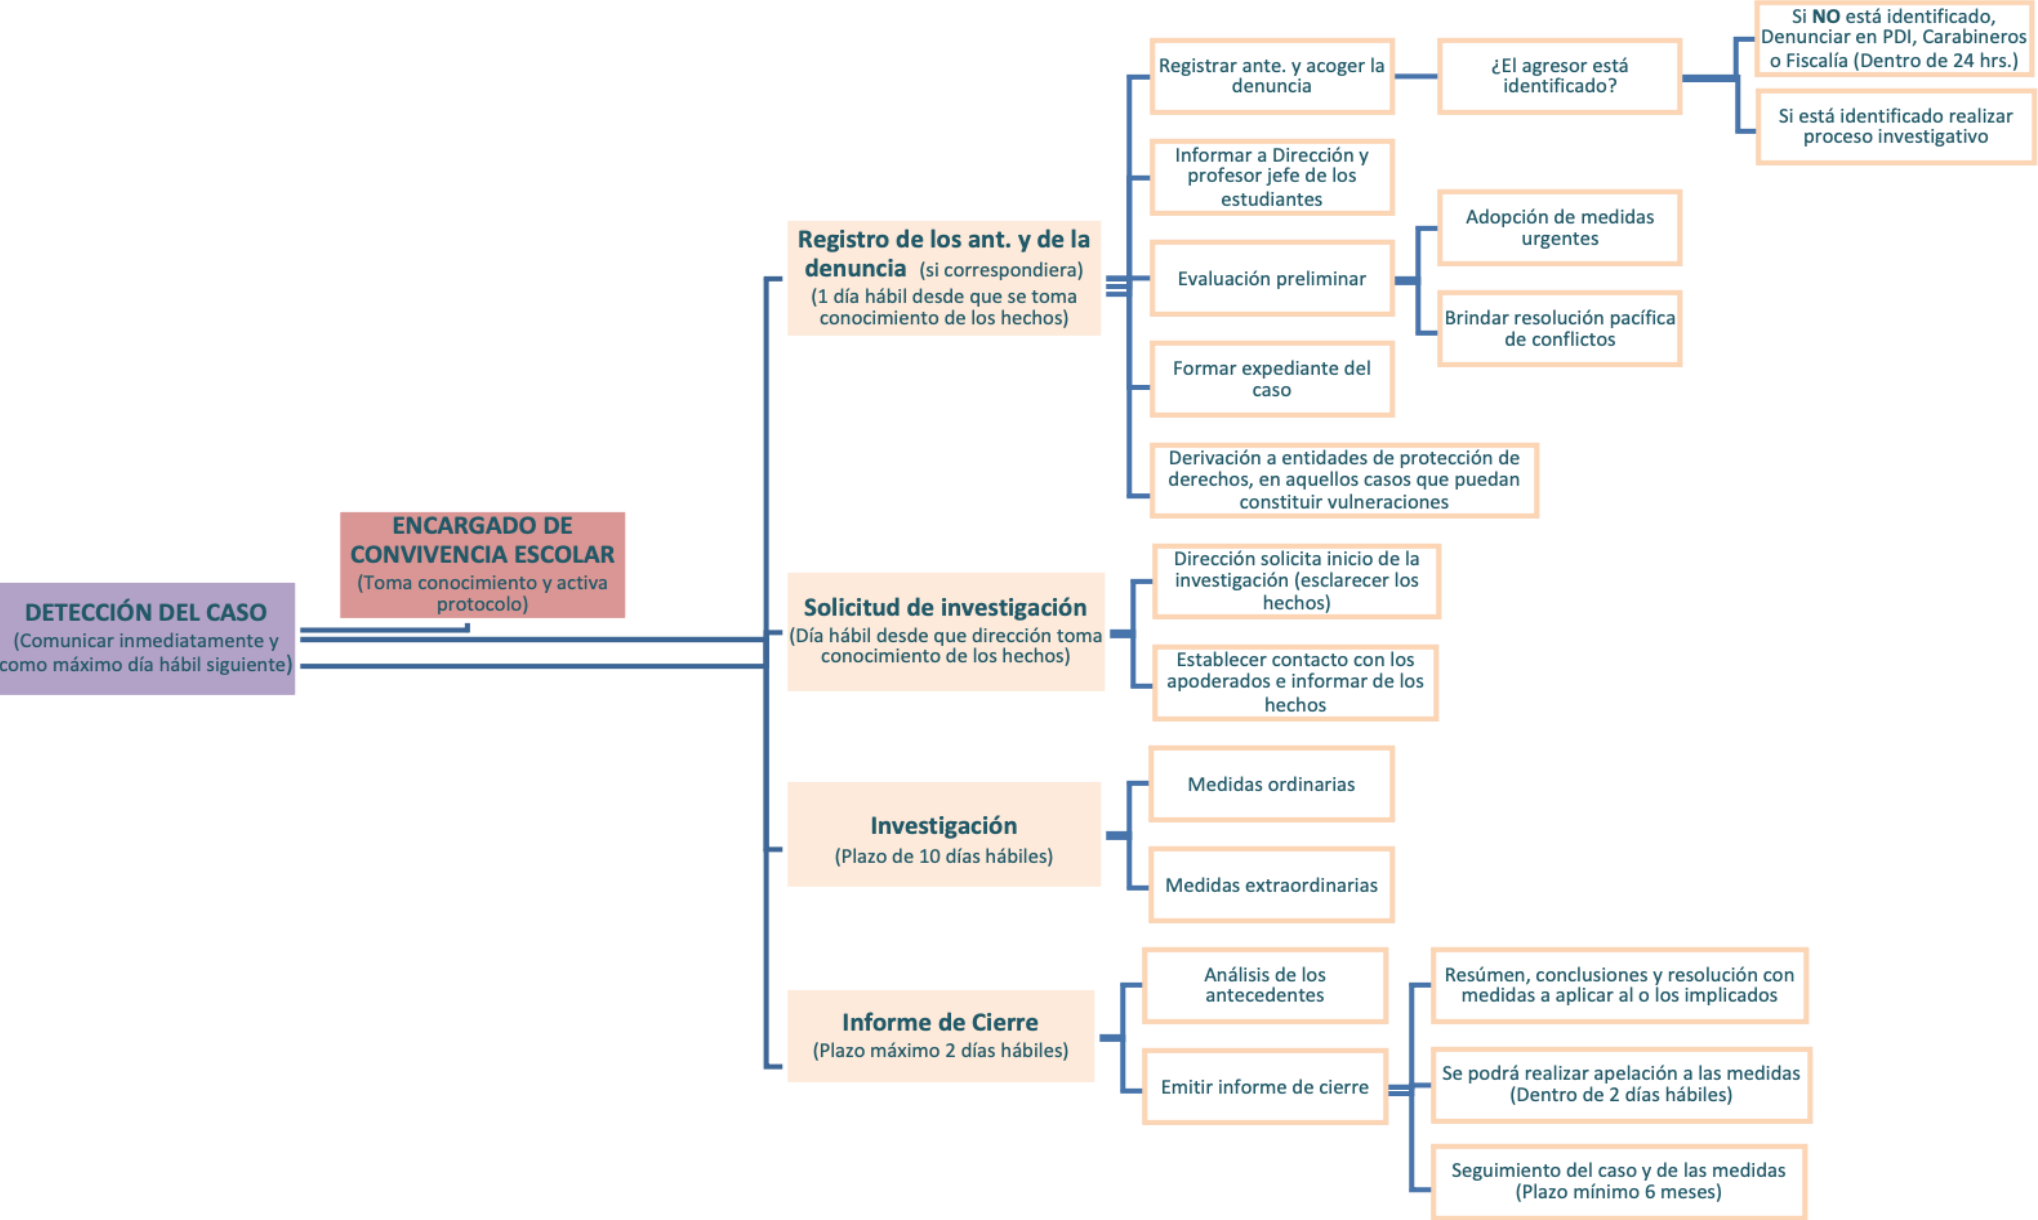 DETECCIÓN DEL CASO
(Comunicar inmediatamente y
como máximo día hábil siguiente)
ENCARGADO DE
CONVIVENCIA ESCOLAR
(Toma conocimiento y activa
protocolo)
Registro de los ant. y de la
denuncia (si correspondiera)
(1 día hábil desde que se toma
conocimiento de los hechos)
Registrar ante. y acoger la
denuncia
¿El agresor está
identificado?
Si NO está identificado,
Denunciar en PDI, Carabineros
o Fiscalía (Dentro de 24 hrs.)
Si está identificado realizar
proceso investigativo
Informar a Dirección y
profesor jefe de los
estudiantes
Evaluación preliminar
Adopción de medidas
urgentes
Brindar resolución pacífica
de conflictos
Formar expediante del
caso
Derivación a entidades de protección de
derechos, en aquellos casos que puedan
constituir vulneraciones
Solicitud de investigación
(Día hábil desde que dirección toma
conocimiento de los hechos)
Dirección solicita inicio de la
investigación (esclarecer los
hechos)
Establecer contacto con los
apoderados e informar de los
hechos
Investigación
(Plazo de 10 días hábiles)
Medidas ordinarias
Medidas extraordinarias
Informe de Cierre
(Plazo máximo 2 días hábiles)
Análisis de los
antecedentes
Emitir informe de cierre
Resúmen, conclusiones y resolución con
medidas a aplicar al o los implicados
Se podrá realizar apelación a las medidas
(Dentro de 2 días hábiles)
Seguimiento del caso y de las medidas
(Plazo mínimo 6 meses)